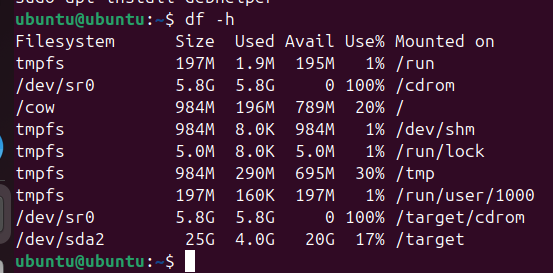 ubuntu@ubuntu:~$ df -h
Filesystem      Size  Used Avail Use% Mounted on
tmpfs           197M  1.9M  195M   1% /run
/dev/sr0        5.8G  5.8G     0 100% /cdrom
/cow            984M  196M  789M  20% /
tmpfs           984M  8.0K  984M   1% /dev/shm
tmpfs           5.0M  8.0K  5.0M   1% /run/lock
tmpfs           984M  290M  695M  30% /tmp
tmpfs           197M  160K  197M   1% /run/user/1000
/dev/sr0        5.8G  5.8G     0 100% /target/cdrom
/dev/sda2        25G  4.0G   20G  17% /target
ubuntu@ubuntu:~$